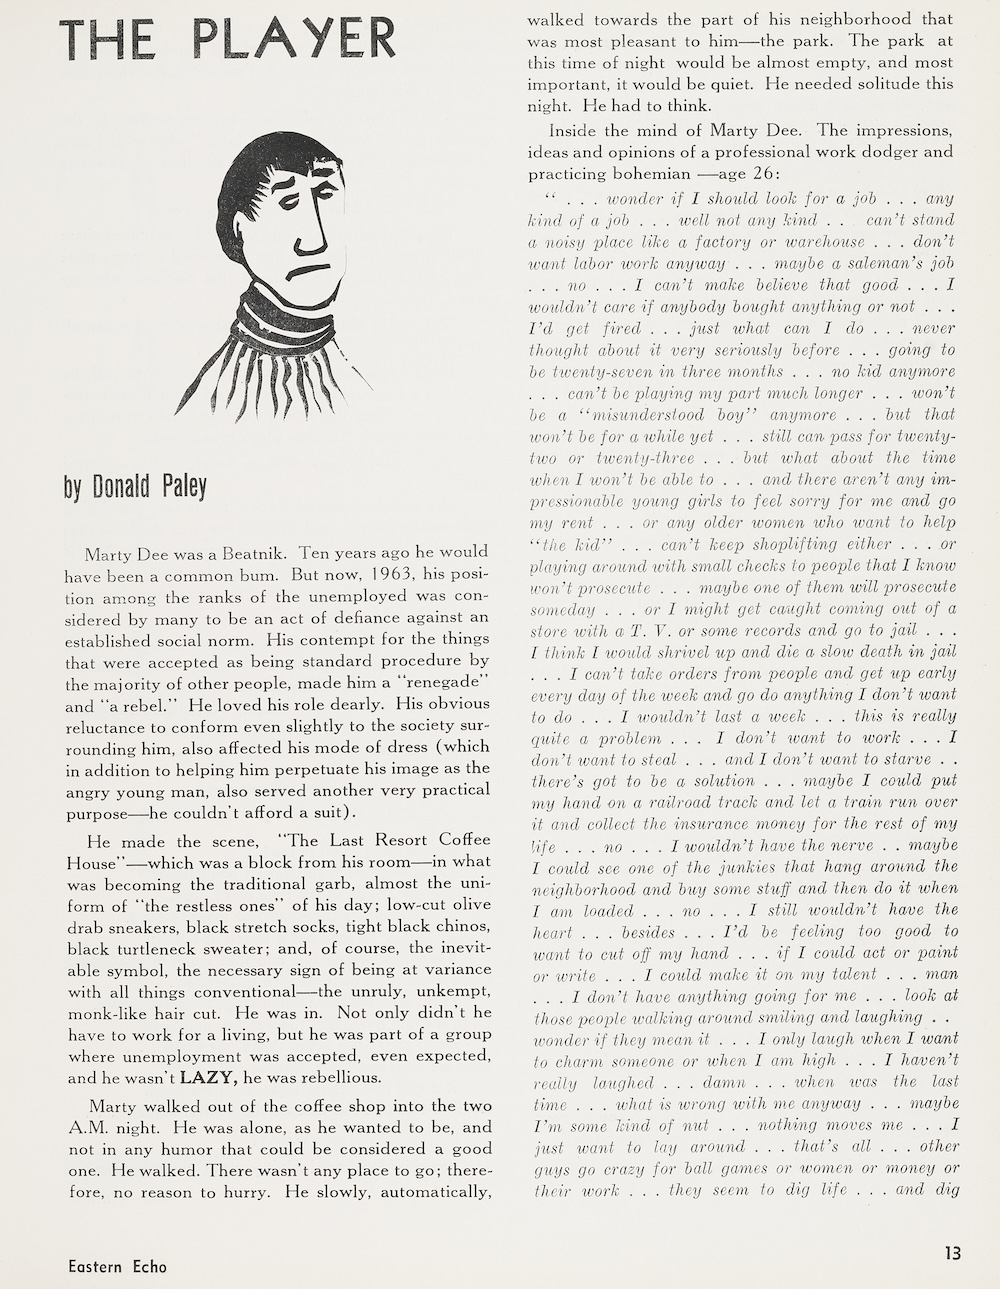 THE PLAYER
by Donald Paley
Marty Dee was a Beatnik. Ten years ago he would
have been a common bum. But now, 1963, his posi-
tion among the ranks of the unemployed was con-
sidered by many to be an act of defiance against an
established social norm. His contempt for the things
that were accepted as being standard procedure by
the majority of other people, made him a "renegade"
and "a rebel." He loved his role dearly. His obvious
reluctance to conform even slightly to the society sur-
rounding him, also affected his mode of dress (which
in addition to helping him perpetuate his image as the
angry young man, also served another very practical
purpose—he couldn't afford a suit).
He made the scene, "The Last Resort Coffee
House"—which was a block from his room—in what
was becoming the traditional garb, almost the uni-
form of "the restless ones" of his day; low-cut olive
drab sneakers, black stretch socks, tight black chinos,
black turtleneck sweater; and, of course, the inevit-
able symbol, the necessary sign of being at variance
with all things conventional—the unruly, unkempt,
monk-like hair cut. He was in. Not only didn't he
have to work for a living, but he was part of a group
where unemployment was accepted, even expected,
and he wasn't LAZY, he was rebellious.
Marty walked out of the coffee shop into the two
A.M. night. He was alone, as he wanted to be, and
not in any humor that could be considered a good
one. He walked. There wasn't any place to go; there-
fore, no reason to hurry. He slowly, automatically,
walked towards the part of his neighborhood that
was most pleasant to him—the park. The park at
this time of night would be almost empty, and most
important, it would be quiet. He needed solitude this
night. He had to think.
Inside the mind of Marty Dee. The impressions,
ideas and opinions of a professional work dodger and
practicing bohemian —age 26:
" . . . wonder if I should look for a job . . . any
kind of a job . . . well not any kind . . can't stand
a noisy place like a factory or warehouse . . . don't
want labor work anyway . . . maybe a saleman's job
. . . no . . . I can't make believe that good . . . I
wouldn't care if anybody bought anything or not . . .
I'd get fired . . . just what can I do . . . never
thought about it very seriously before . . . going to
be twenty-seven in three months . . . no kid anymore
. . . can't be playing my part much longer . . . won't
be a "misunderstood boy" anymore . . . but that
won't be for a while yet . . . still can pass for twenty-
two or twenty-three . . . but what about the time
when I won't be able to . . . and there aren't any im-
pressionable young girls to feel sorry for me and go
my rent . . . or any older women who want to help
"the kid" . . . can't keep shoplifting either . . . or
playing around with small checks to people that I know
won't prosecute . . . maybe one of them will prosecute
someday . . . or I might get caught coming out of a
store with a T. V. or some records and go to jail . . .
I think I would shrivel up and die a slow death in jail
. . . I can't take orders from people and get up early
every day of the week and go do anything I don't want
to do . . . I wouldn't last a week . . . this is really
quite a problem . . . I don't want to work . . . I
don't want to steal . . . and I don't want to starve . .
there's got to be a solution . . . maybe I could put
my hand on a railroad track and let a train run over
it and collect the insurance money for the rest of my
life . . . no . . . I wouldn't have the nerve . . maybe
I could see one of the junkies that hang around the
neighborhood and buy some stuff and then do it when
I am loaded . . . no . . . I still wouldn't have the
heart . . . besides . . . I'd be feeling too good to
want to cut off my hand . . . if I could act or paint
or write . . . I could make it on my talent . . . man
. . . I don't have anything going for me . . . look at
those people walking around smiling and laughing . .
wonder if they mean it . . . I only laugh when I want
to charm someone or when I am high . . . I haven't
really laughed . . . damn . . . when was the last
time . . . what is wrong with me anyway . . . maybe
I'm some kind of nut . . . nothing moves me . . . I
just want to lay around . . . that's all . . . other
guys go crazy for ball games or women or money or
their work . . . they seem to dig life . . . and dig
Eastern Echo
13